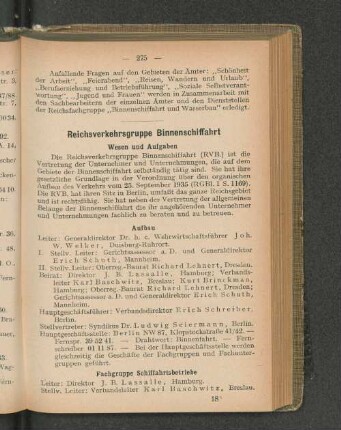 — 275 —
Anfallende Fragen auf den Gebieten der Ämter: „Schönheit
der Arbeit", „Feierabend", „Reisen, Wandern und Urlaub",
„Berufserziehung und Betriebsführung", „Soziale Selbstverant-
wortung", „Jugend und Frauen" werden in Zusammenarbeit mit
den Sachbearbeitern der einzelnen Ämter und den Dienststellen
der Reichsfachgruppe „Binnenschiffahrt und Wasserbau" erledigt.
Reichsverkehrsgruppe Binnenschiffahrt
Wesen und Aufgaben
Die Reichsverkehrsgruppe Binnenschiffahrt (RVB.) ist die
Vertretung der Unternehmer und Unternehmungen, die auf dem
Gebiete der Binnenschiffahrt selbständig tätig sind. Sie hat ihre
gesetzliche Grundlage in der Verordnung über den organischen
Aufbau des Verkehrs vom 25. September 1935 (RGBl. I S. 1169).
Die RVB. hat ihren Sitz in Berlin, umfaßt das ganze Reichsgebiet
und ist rechtsfähig. Sie hat neben der Vertretung der allgemeinen
Belange der Binnenschiffahrt die ihr angehörenden Unternehmer
und Unternehmungen fachlich zu beraten und zu betreuen.
Aufbau
Leiter: Generaldirektor Dr. h. c. Wehrwirtschaftsführer Joh.
W. Welker, Duisburg-Ruhrort.
I. Stellv. Leiter: Gerichtsassessor a. D. und Generaldirektor
Erich Schuth, Mannheim.
II. Stellv. Leiter: Oberreg.-Baurat Richard Lehnert, Dresden.
Beirat: Direktor J. B. Lassalle, Hamburg; Verbands-
leiter Karl Baschwitz, Breslau; Kurt Brinckman,
Hamburg; Oberreg.-Baurat Richard Lehnert, Dresden;
Gerichtsassessor a. D. und Generaldirektor Erich Schuth,
Mannheim.
Hauptgeschäftsführer: Verbandsdirektor Erich Schreiber,
Berlin.
Stellvertreter: Syndikus Dr. Ludwig Seiermann, Berlin.
Hauptgeschäftsstelle: Berlin NW 87, Klopstockstraße 41/42. —
Fernspr. 39 52 41. — Drahtwort: Binnenfahrt. — Fern-
schreiber 01 11 87. — Bei der Hauptgeschäftsstelle werden
gleichzeitig die Geschäfte der Fachgruppen und Fachunter-
gruppen geführt.
Fachgruppe Schiffahrtsbetriebe
Leiter: Direktor J. B. Lassalle, Hamburg.
Stellv. Leiter: Verbandsleiter Karl Baschwitz, Breslau.
18*